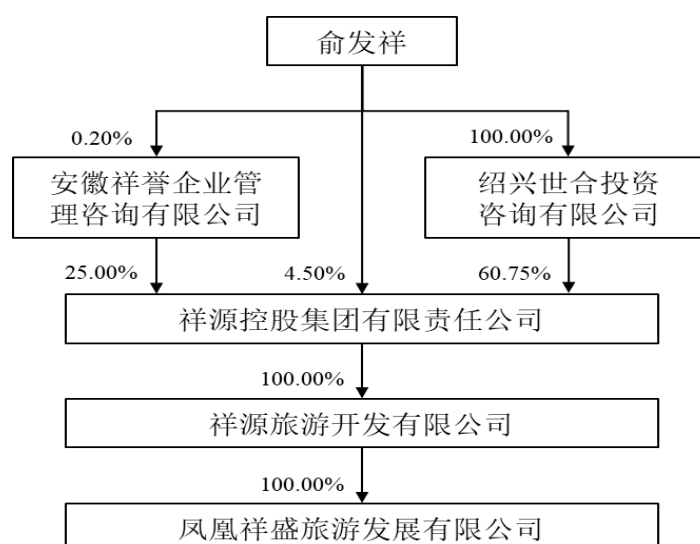 俞发祥
0.20%
100.00%
安徽祥誉企业管
理咨询有限公司
绍兴世合投资
咨询有限公司
25.00%
4.50%
60.75%
祥源控股集团有限责任公司
100.00%
祥源旅游开发有限公司
100.00%
凤凰祥盛旅游发展有限公司